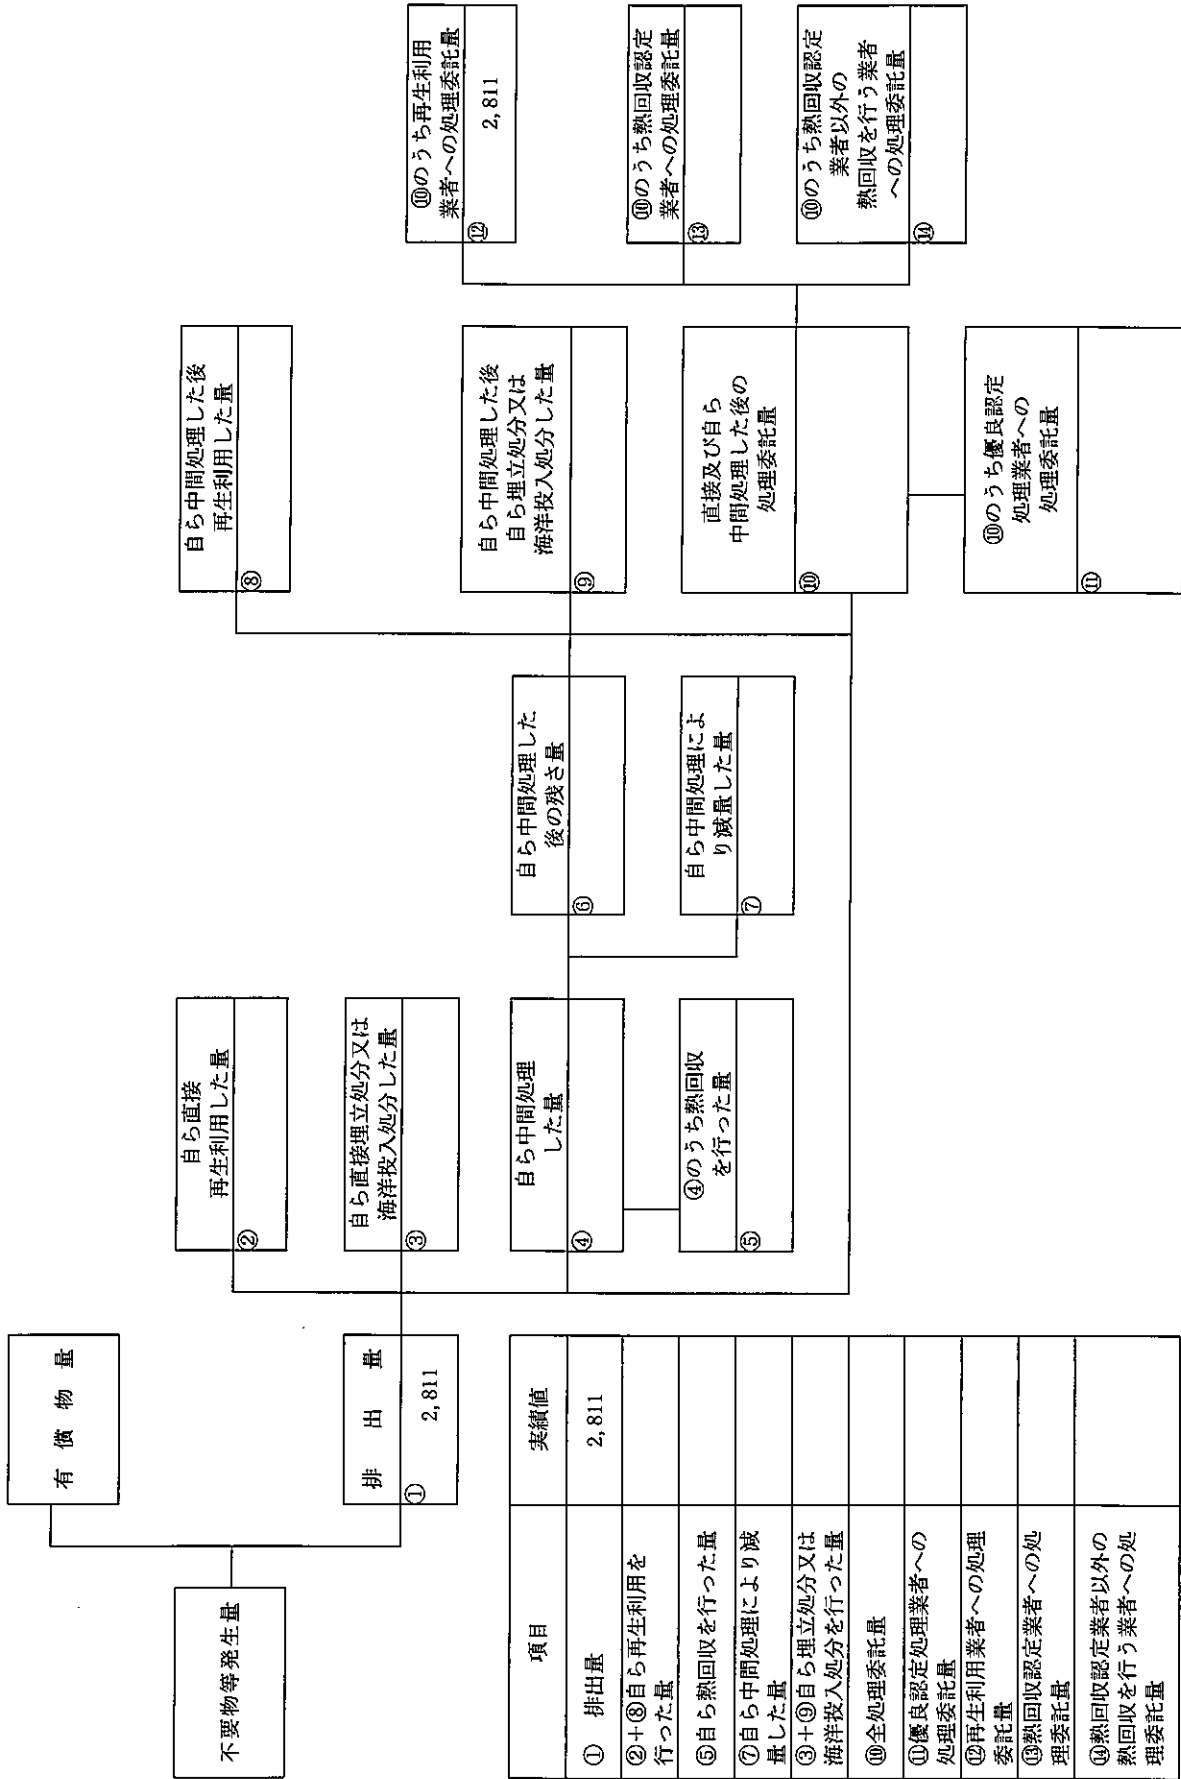 不要物等発生量
有償物量
排出量
①
2,811
自ら直接
再生利用した量
②
自ら直接埋立処分又は
海洋投入処分した量
③
自ら中間処理
した量
④
④のうち熱回収
を行った量
⑤
自ら中間処理した
後の残さ量
⑥
自ら中間処理によ
り減量した量
⑦
自ら中間処理した後
再生利用した量
⑧
自ら中間処理した後
自ら埋立処分又は
海洋投入処分した量
⑨
直接及び自ら
中間処理した後の
処理委託量
⑩
⑩のうち優良認定
処理業者への
処理委託量
⑪
⑩のうち再生利用
業者への処理委託量
⑫
2,811
⑩のうち熱回収認定
業者への処理委託量
⑬
⑩のうち熱回収認定
業者以外の
熱回収を行う業者
への処理委託量
⑭
項目 実績値
① 排出量 2,811
②+⑧自ら再生利用を
行った量
⑤自ら熱回収を行った量
⑦自ら中間処理により減
量した量
③+⑨自ら埋立処分又は
海洋投入処分を行った量
⑩全処理委託量
⑪優良認定処理業者への
処理委託量
⑫再生利用業者への処理
委託量
⑬熱回収認定業者への処
理委託量
⑭熱回収認定業者以外の
熱回収を行う業者への処
理委託量